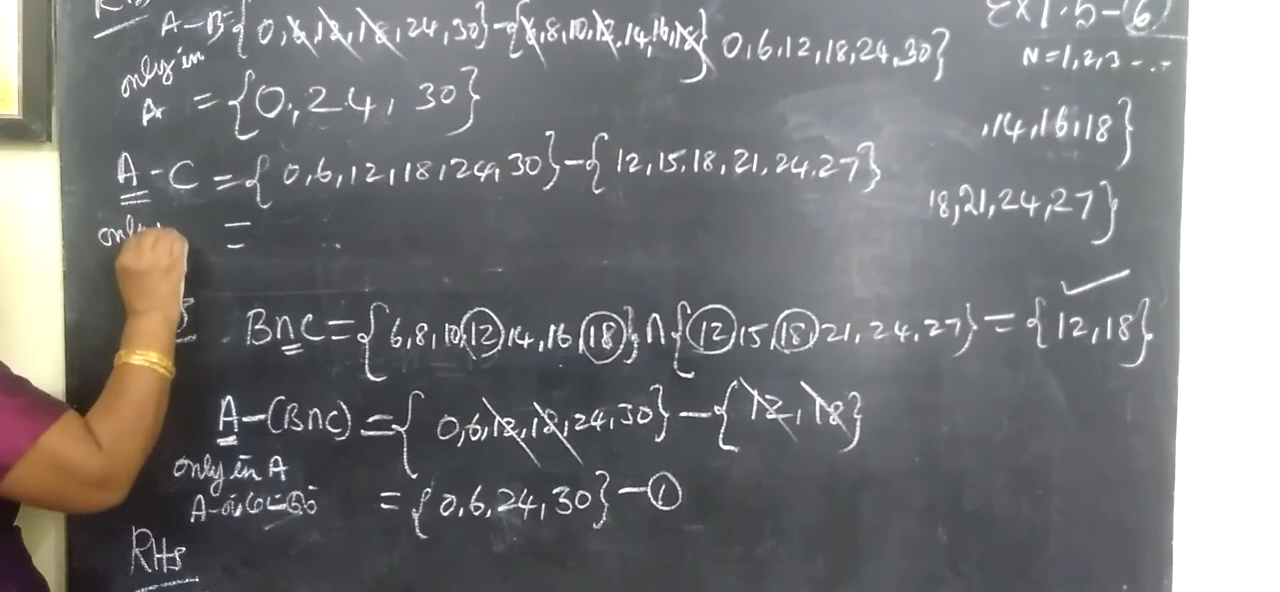 A-B {0,6,12,18,24,30}-{6,8,10,12,14,16,18} 0,6,12,18,24,30}
N=1,2,3 ....
only in
A = {0,24, 30}
,14,16,18}
A-C = { 0,6,12,18,24,30}-{12,15,18,21,24,27}
18,21,24,27}
=
B∩C={6,8,10,12,14,16,18}∩{12,15,18,21,24,27} = {12,18}
A-(B∩C) = { 0,6,12,18,24,30}-{12,18}
only in A
= {0,6,24,30}-①
RHS